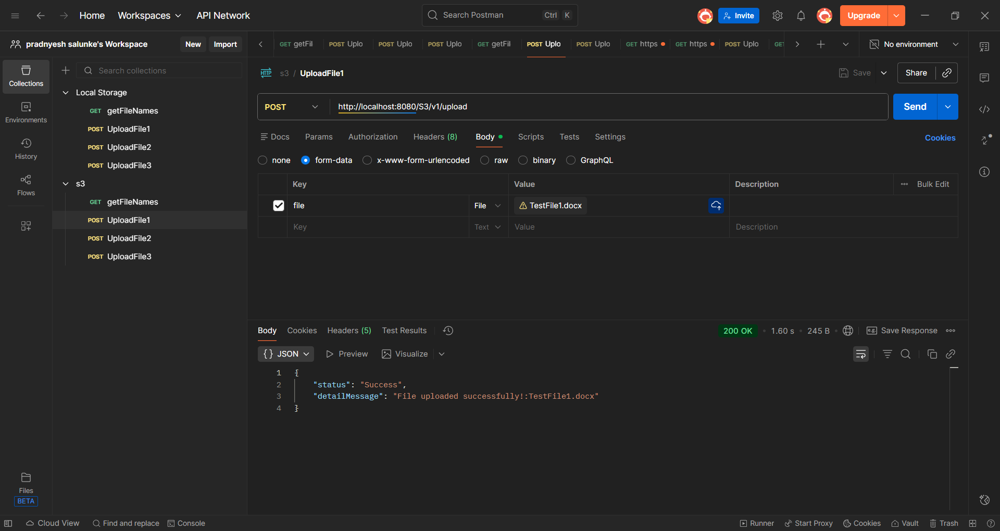 Home Workspaces API Network Search Postman Ctrl K Invite Upgrade
pradnyesh salunke's Workspace New Import
GET getFil POST Uplo POST Uplo POST Uplo GET getFil POST Uplo POST Uplo GET https GET https POST Uplo GET No environment
Collections
Environments
History
Flows
Files
BETA
Search collections
Local Storage
GET getFileNames
POST UploadFile1
POST UploadFile2
POST UploadFile3
s3
GET getFileNames
POST UploadFile1
POST UploadFile2
POST UploadFile3
HTTP s3 / UploadFile1 Save Share
POST http://localhost:8080/S3/v1/upload Send
Docs Params Authorization Headers (8) Body Scripts Tests Settings Cookies
none form-data x-www-form-urlencoded raw binary GraphQL
Key Value Description Bulk Edit
file File TestFile1.docx
Key Text Value Description
Body Cookies Headers (5) Test Results 200 OK 1.60 s 245 B e.g. Save Response
{} JSON Preview Visualize
1 {
2 "status": "Success",
3 "detailMessage": "File uploaded successfully!:TestFile1.docx"
4 }
Cloud View Find and replace Console Runner Start Proxy Cookies Vault Trash